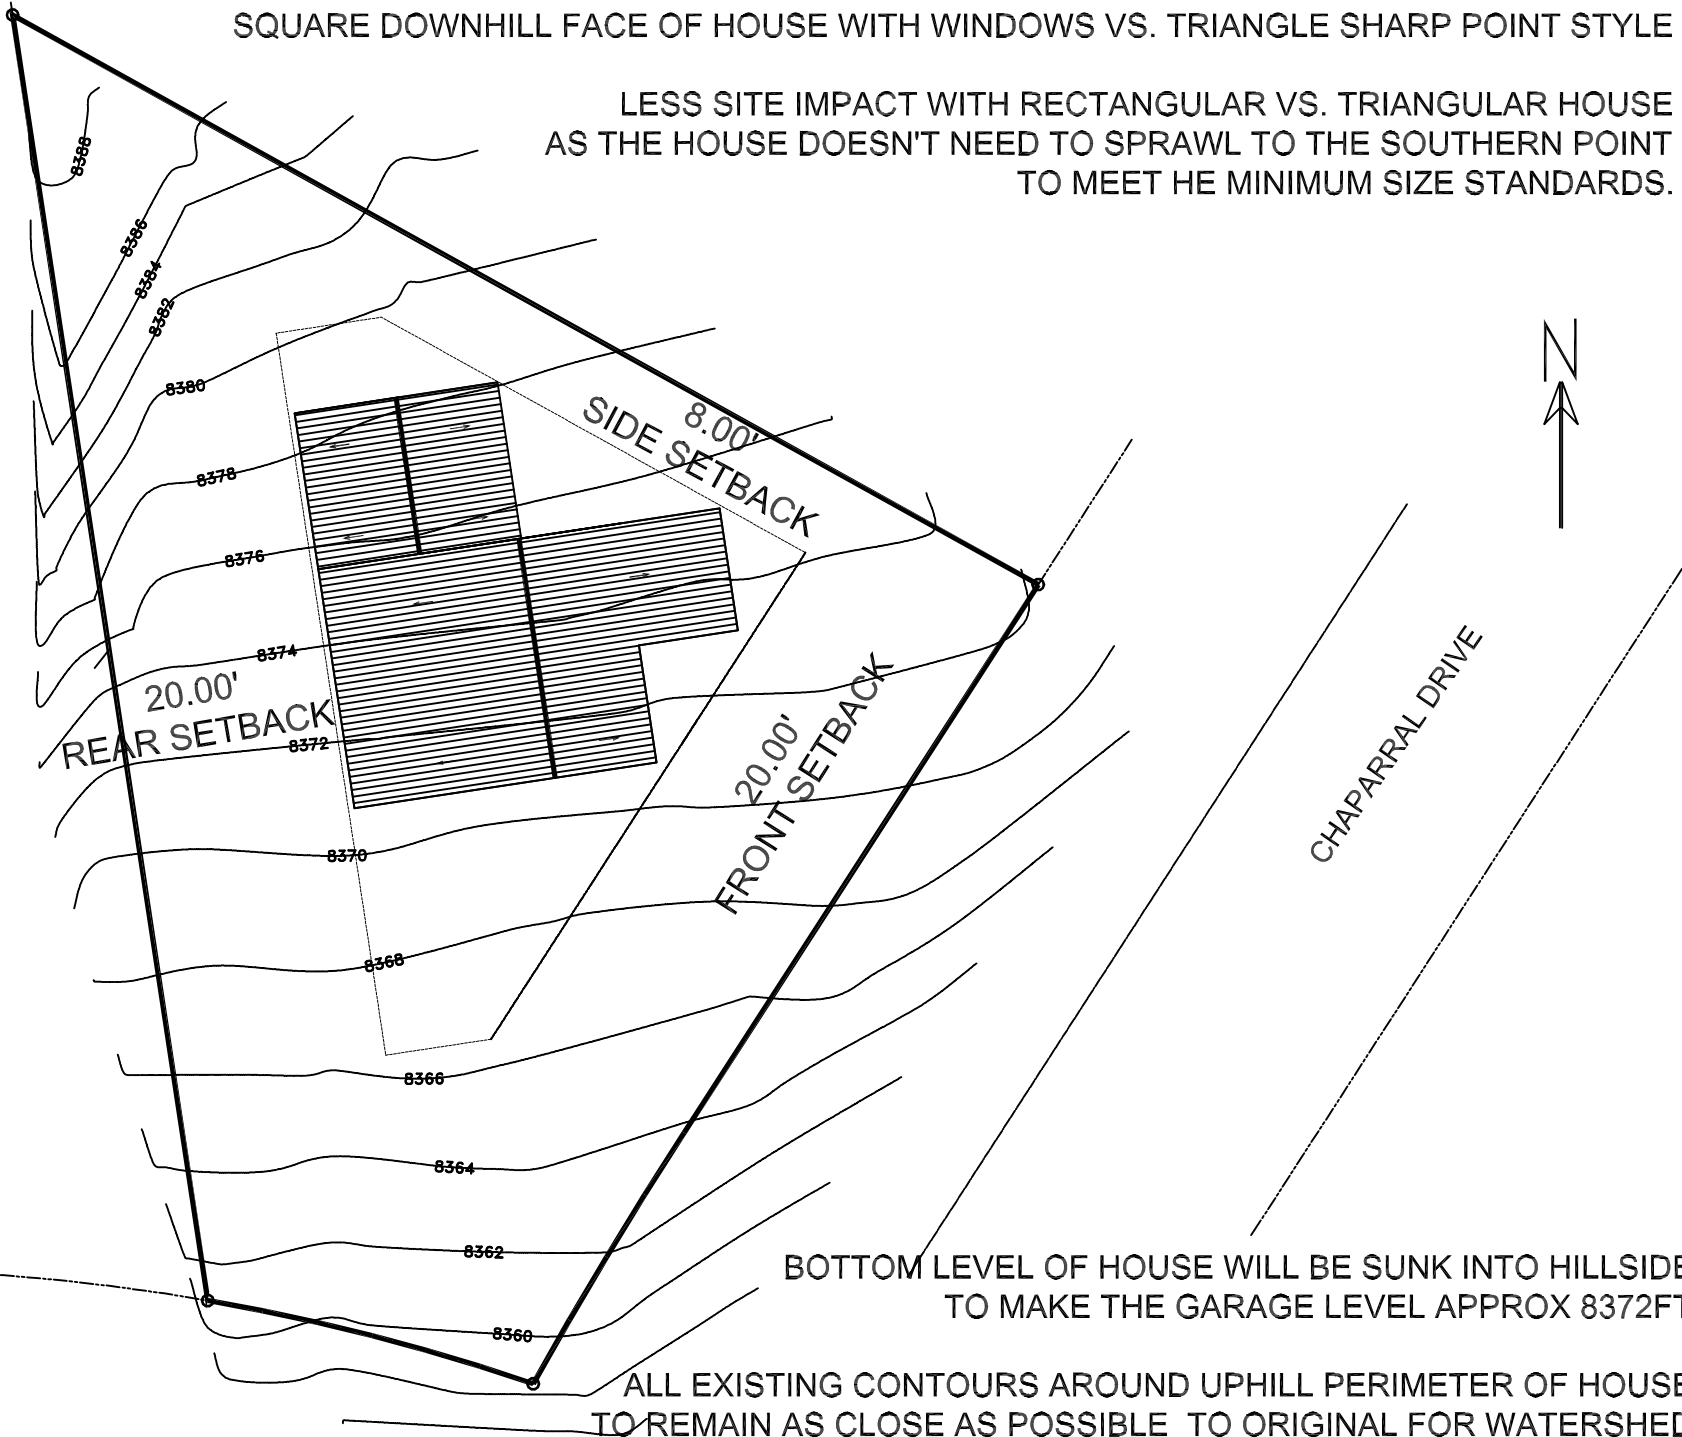 SQUARE DOWNHILL FACE OF HOUSE WITH WINDOWS VS. TRIANGLE SHARP POINT STYLE
LESS SITE IMPACT WITH RECTANGULAR VS. TRIANGULAR HOUSE
AS THE HOUSE DOESN'T NEED TO SPRAWL TO THE SOUTHERN POINT
TO MEET HE MINIMUM SIZE STANDARDS.
8388
8386
8384
8382
8380
8378
8376
8374
8372
8370
8368
8366
8364
8362
8360
8.00'
SIDE SETBACK
N
20.00'
REAR SETBACK
20.00'
FRONT SETBACK
CHAPARRAL DRIVE
BOTTOM LEVEL OF HOUSE WILL BE SUNK INTO HILLSIDE
TO MAKE THE GARAGE LEVEL APPROX 8372FT
ALL EXISTING CONTOURS AROUND UPHILL PERIMETER OF HOUSE
TO REMAIN AS CLOSE AS POSSIBLE  TO ORIGINAL FOR WATERSHED